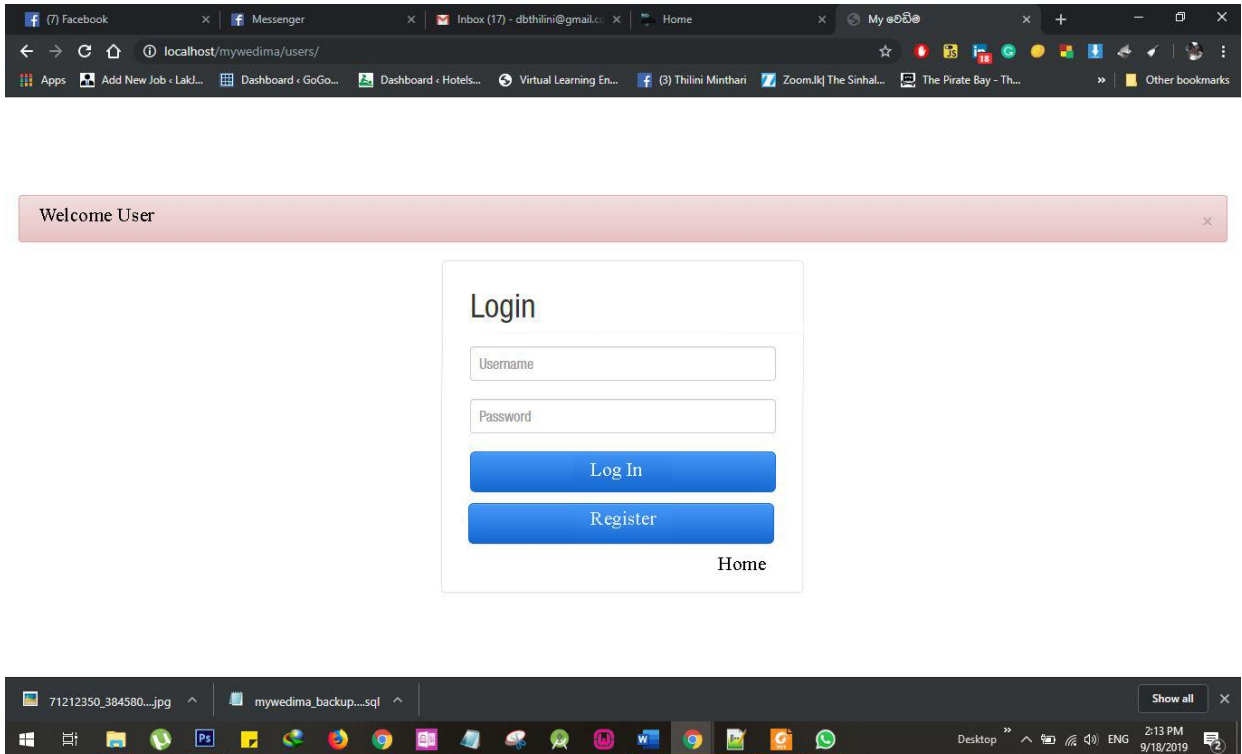 (7) Facebook
Messenger
Inbox (17) - dbthilini@gmail.c
Home
My වෙඩිම
localhost/mywedima/users/
18
Apps
Add New Job ‹ LakJ...
Dashboard ‹ GoGo...
Dashboard ‹ Hotels...
Virtual Learning En...
(3) Thilini Minthari
Zoom.lk| The Sinhal...
The Pirate Bay - Th...
»
Other bookmarks
Welcome User
×
Login
Username
Password
Log In
Register
Home
71212350_384580....jpg
mywedima_backup....sql
Show all
Ps
Desktop
ENG
2:13 PM
9/18/2019
2